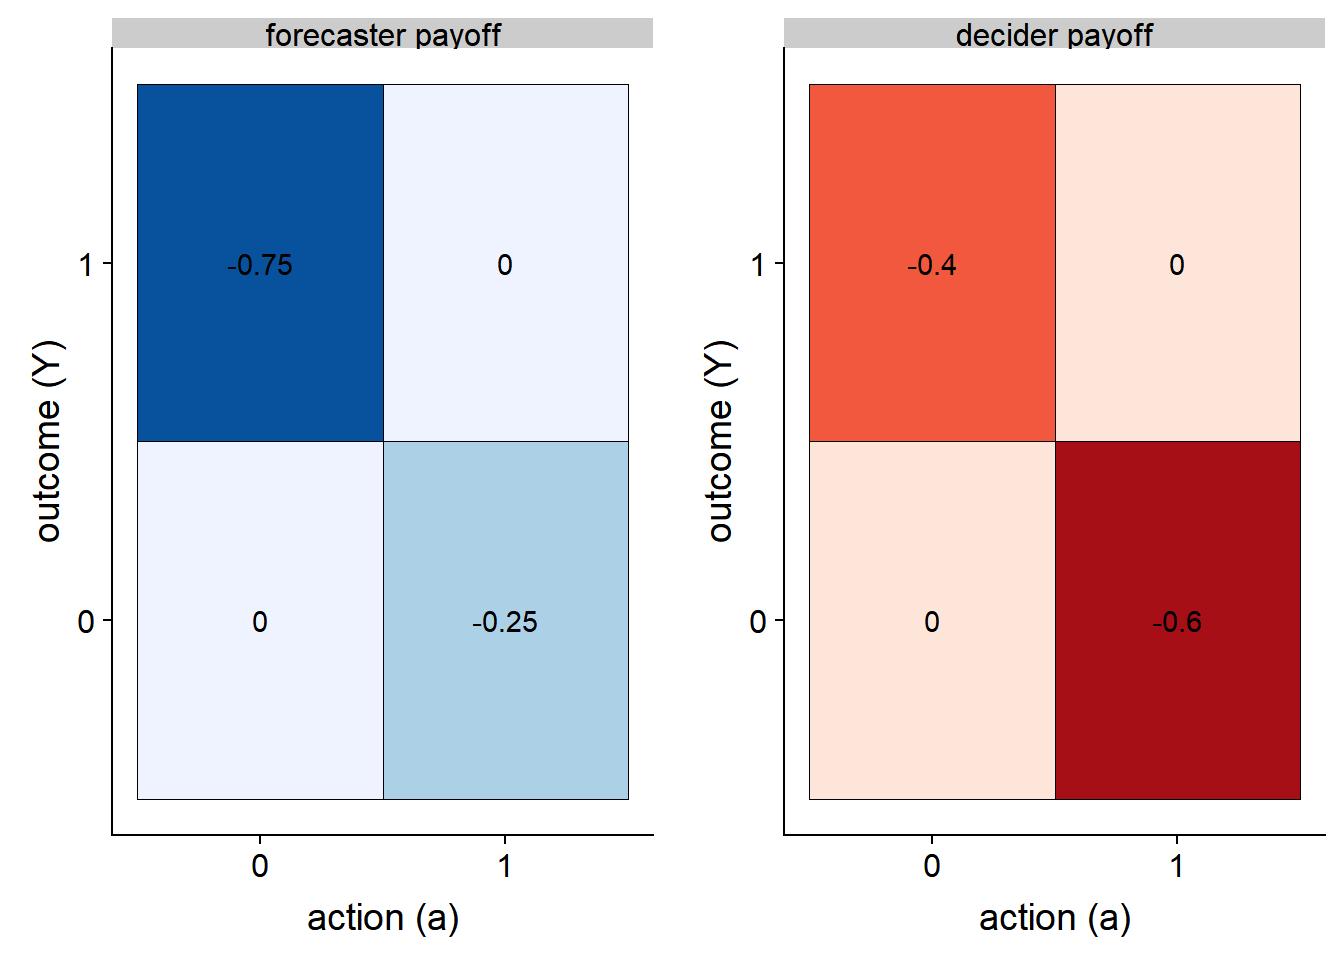 forecaster payoff
outcome (Y)
1
0
-0.75
0
0
-0.25
0
1
action (a)
decider payoff
outcome (Y)
1
0
-0.4
0
0
-0.6
0
1
action (a)